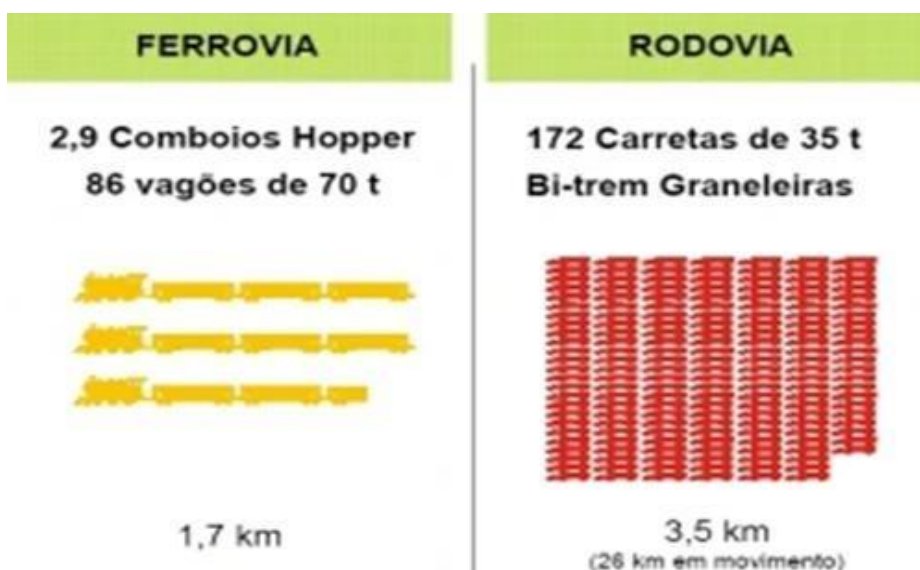 FERROVIA
2,9 Comboios Hopper
86 vagões de 70 t
1,7 km
RODOVIA
172 Carretas de 35 t
Bi-trem Graneleiras
3,5 km
(26 km em movimento)